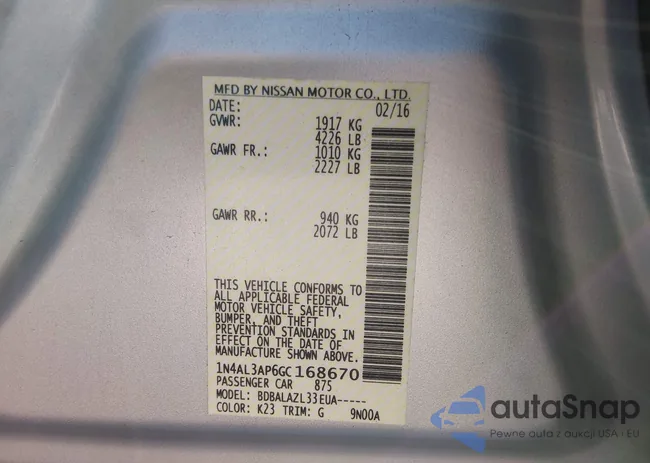 MFD BY NISSAN MOTOR CO., LTD.
DATE: 02/16
GVWR: 1917 KG
4226 LB
GAWR FR.: 1010 KG
2227 LB
GAWR RR.: 940 KG
2072 LB
THIS VEHICLE CONFORMS TO
ALL APPLICABLE FEDERAL
MOTOR VEHICLE SAFETY,
BUMPER, AND THEFT
PREVENTION STANDARDS IN
EFFECT ON THE DATE OF
MANUFACTURE SHOWN ABOVE.
1N4AL3AP6GC168670
PASSENGER CAR 875
MODEL: BDBALAZL33EUA-----
COLOR: K23 TRIM: G 9N00A
autoSnap
Pewne auta z aukcji USA i EU